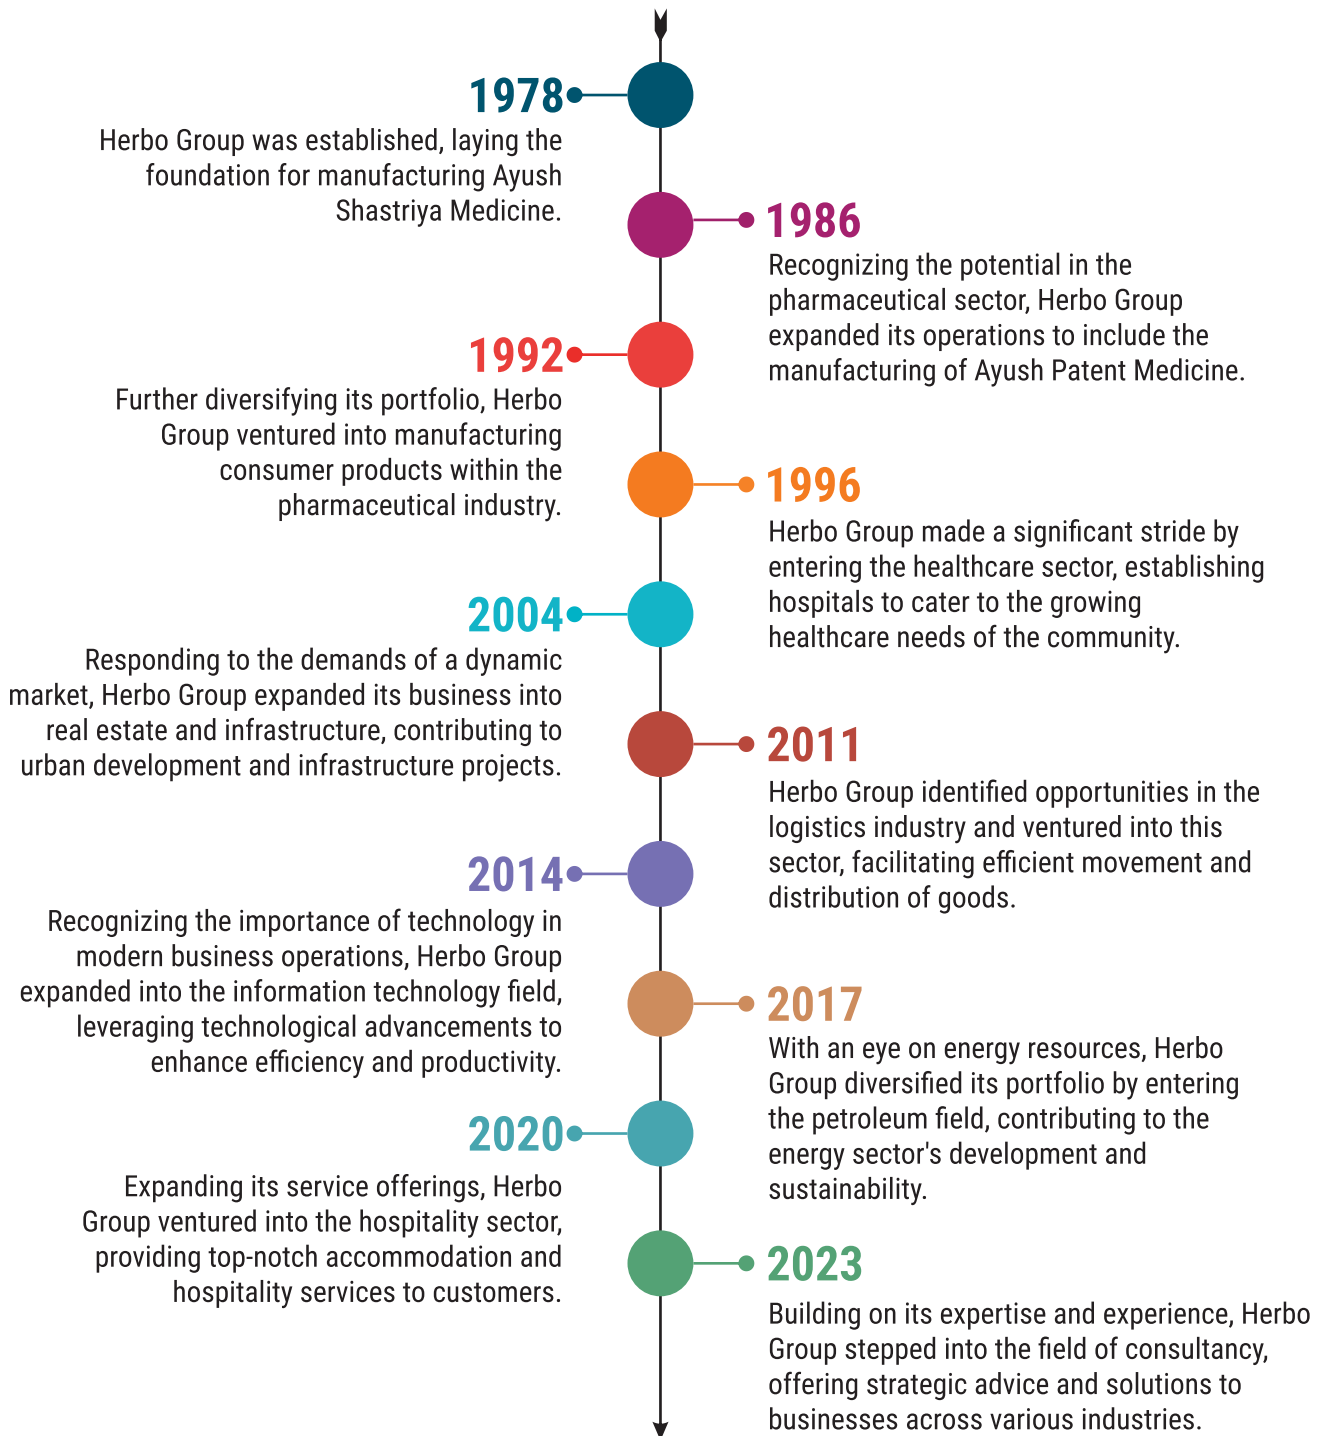 1978
Herbo Group was established, laying the
foundation for manufacturing Ayush
Shastriya Medicine.
1986
Recognizing the potential in the
pharmaceutical sector, Herbo Group
expanded its operations to include the
manufacturing of Ayush Patent Medicine.
1992
Further diversifying its portfolio, Herbo
Group ventured into manufacturing
consumer products within the
pharmaceutical industry.
1996
Herbo Group made a significant stride by
entering the healthcare sector, establishing
hospitals to cater to the growing
healthcare needs of the community.
2004
Responding to the demands of a dynamic
market, Herbo Group expanded its business into
real estate and infrastructure, contributing to
urban development and infrastructure projects.
2011
Herbo Group identified opportunities in the
logistics industry and ventured into this
sector, facilitating efficient movement and
distribution of goods.
2014
Recognizing the importance of technology in
modern business operations, Herbo Group
expanded into the information technology field,
leveraging technological advancements to
enhance efficiency and productivity.
2017
With an eye on energy resources, Herbo
Group diversified its portfolio by entering
the petroleum field, contributing to the
energy sector's development and
sustainability.
2020
Expanding its service offerings, Herbo
Group ventured into the hospitality sector,
providing top-notch accommodation and
hospitality services to customers.
2023
Building on its expertise and experience, Herbo
Group stepped into the field of consultancy,
offering strategic advice and solutions to
businesses across various industries.